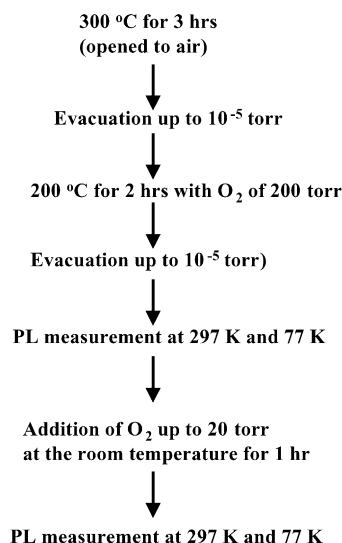 300 °C for 3 hrs
(opened to air)
Evacuation up to 10⁻⁵ torr
200 °C for 2 hrs with O₂ of 200 torr
Evacuation up to 10⁻⁵ torr)
PL measurement at 297 K and 77 K
Addition of O₂ up to 20 torr
at the room temperature for 1 hr
PL measurement at 297 K and 77 K